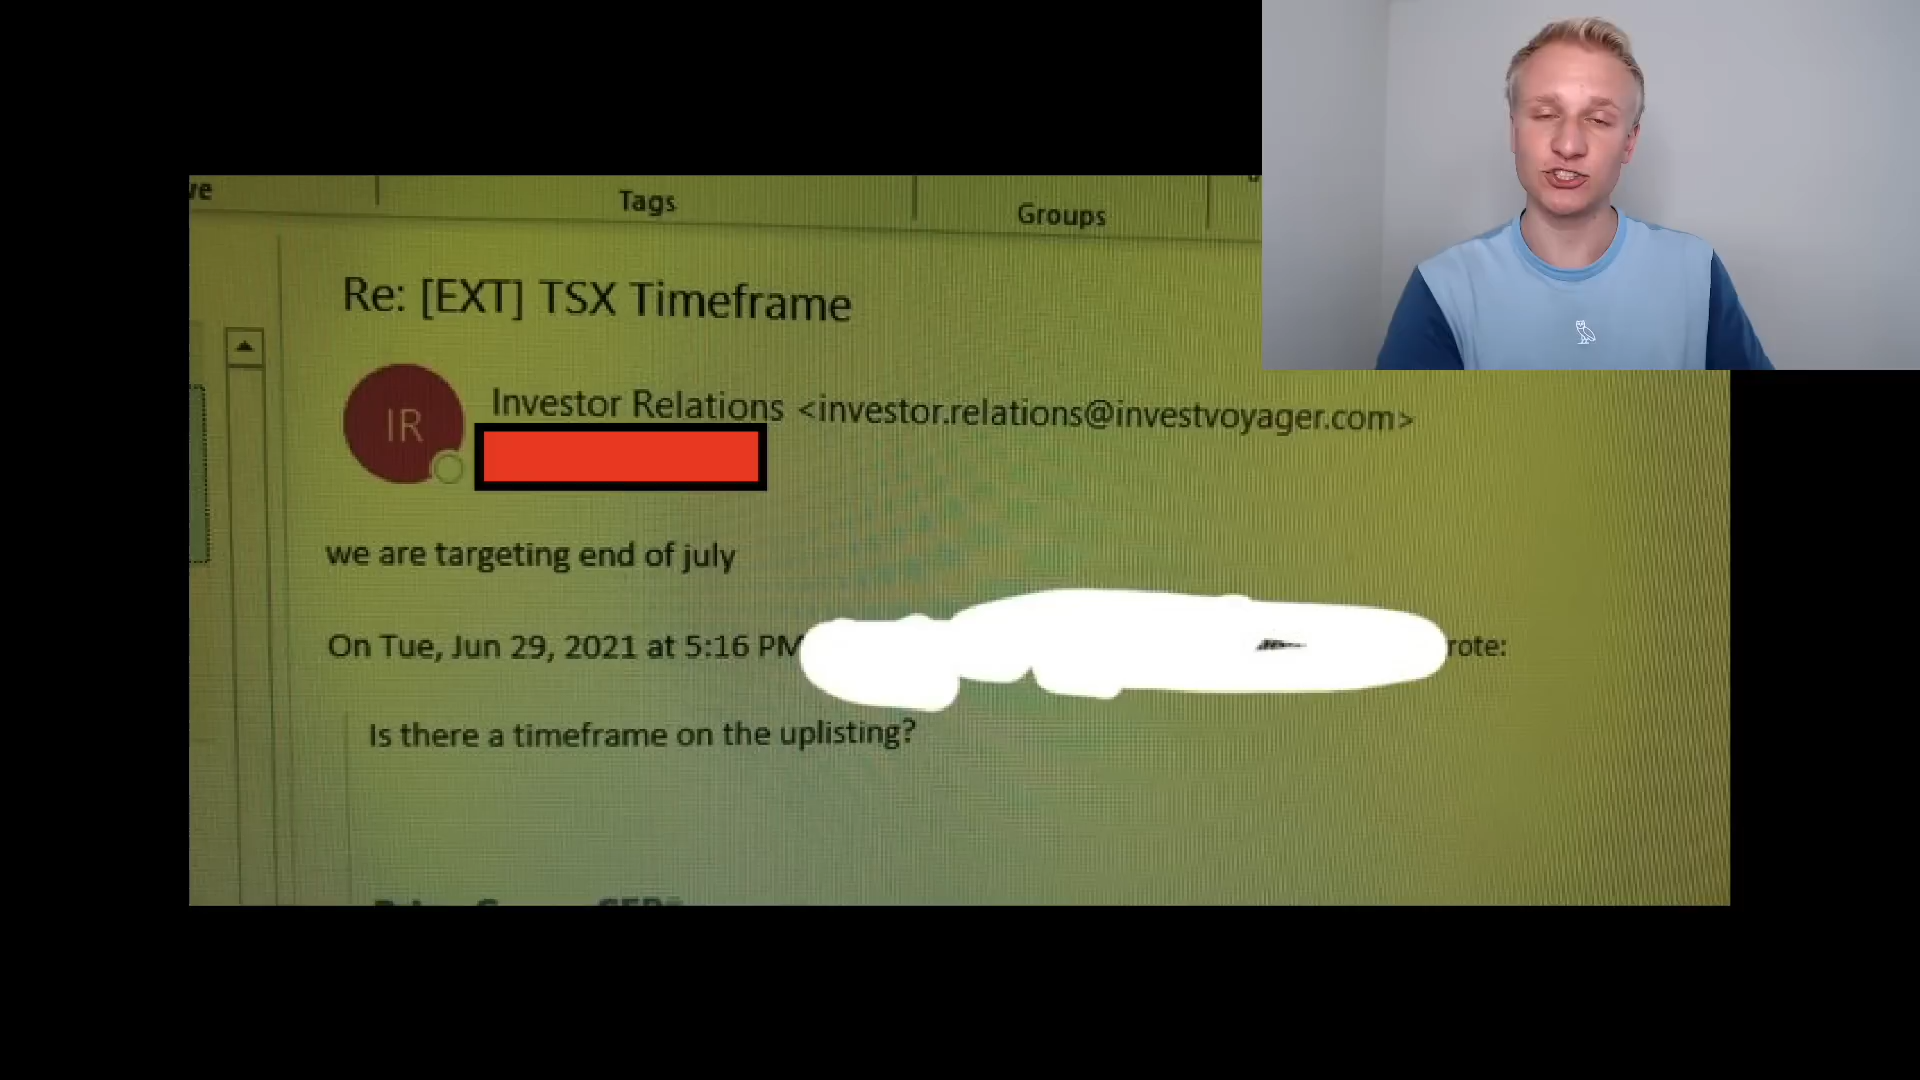 Tags
Groups
Re: [EXT] TSX Timeframe
IR
Investor Relations <investor.relations@investvoyager.com>
we are targeting end of july
On Tue, Jun 29, 2021 at 5:16 PM rote:
Is there a timeframe on the uplisting?